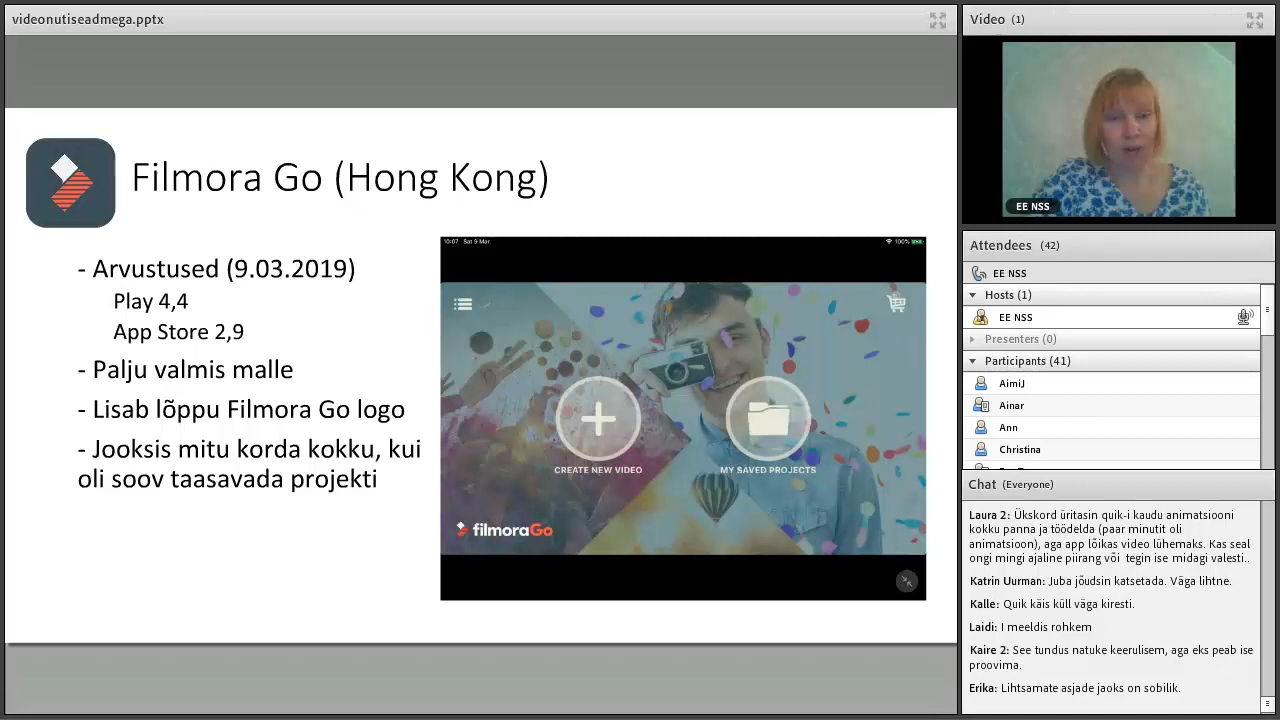 videonutiseadmega.pptx
Filmora Go (Hong Kong)
- Arvustused (9.03.2019)
Play 4,4
App Store 2,9
- Palju valmis malle
- Lisab lõppu Filmora Go logo
- Jooksis mitu korda kokku, kui
oli soov taasavada projekti
10:07 Sat 9 Mar
100%
CREATE NEW VIDEO
MY SAVED PROJECTS
filmoraGo
Video (1)
EE NSS
Attendees (42)
EE NSS
Hosts (1)
EE NSS
Presenters (0)
Participants (41)
AimiJ
Ainar
Ann
Christina
Chat (Everyone)
Laura 2: Ükskord üritasin quik-i kaudu animatsiooni
kokku panna ja töödelda (paar minutit oli
animatsioon), aga app lõikas video lühemaks. Kas seal
ongi mingi ajaline piirang või tegin ise midagi valesti..
Katrin Uurman: Juba jõudsin katsetada. Väga lihtne.
Kalle: Quik käis küll väga kiresti.
Laidi: I meeldis rohkem
Kaire 2: See tundus natuke keerulisem, aga eks peab ise
proovima.
Erika: Lihtsamate asjade jaoks on sobilik.